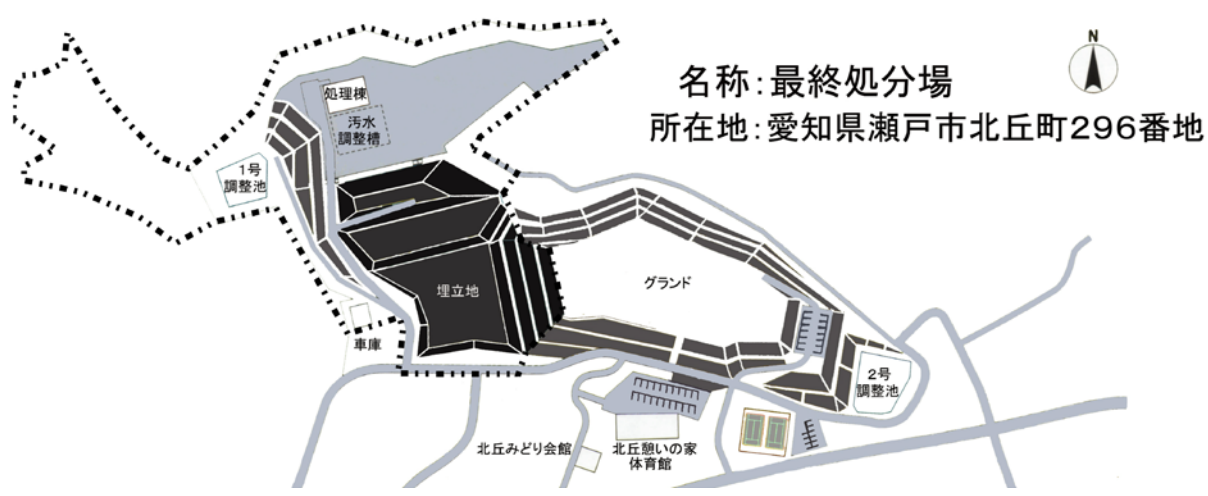 N
名称:最終処分場
所在地:愛知県瀬戸市北丘町296番地
処理棟
汚水
調整槽
1号
調整池
埋立地
グランド
車庫
2号
調整池
北丘みどり会館
北丘憩いの家
体育館